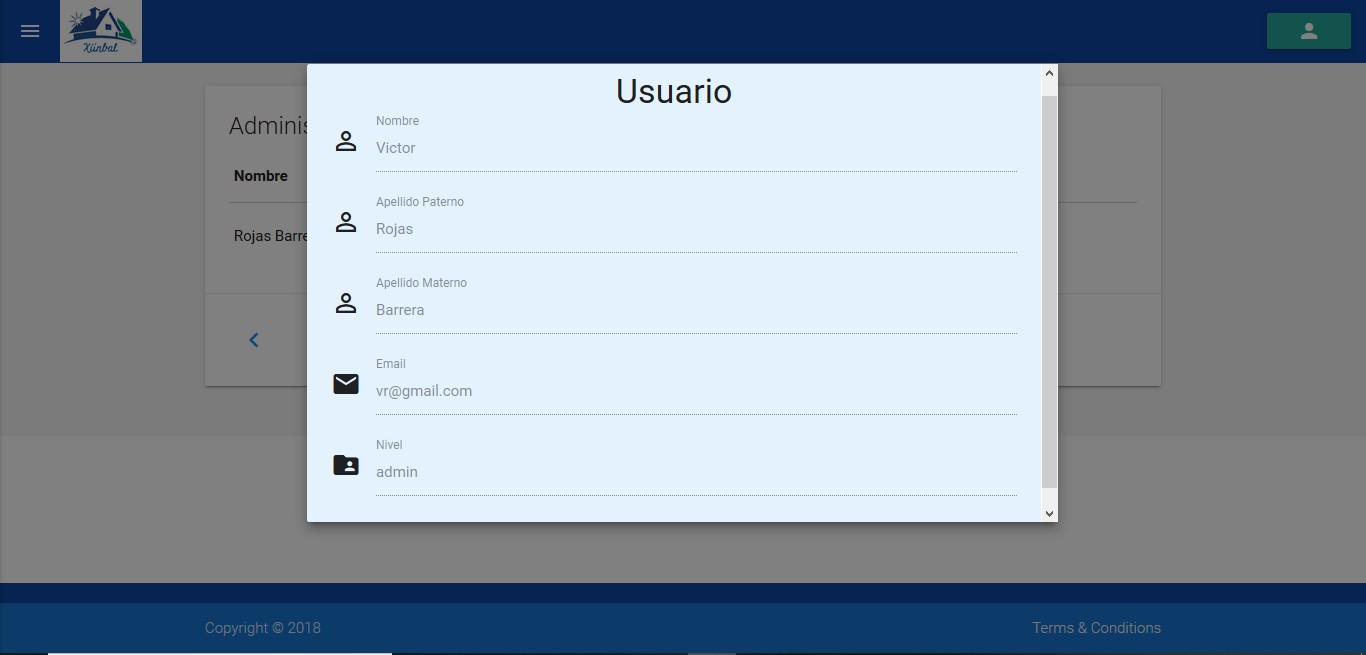 Xíinbal
Usuario
Adminis
Nombre
Rojas Barre
Nombre
Victor
Apellido Paterno
Rojas
Apellido Materno
Barrera
Email
vr@gmail.com
Nivel
admin
Copyright © 2018
Terms & Conditions